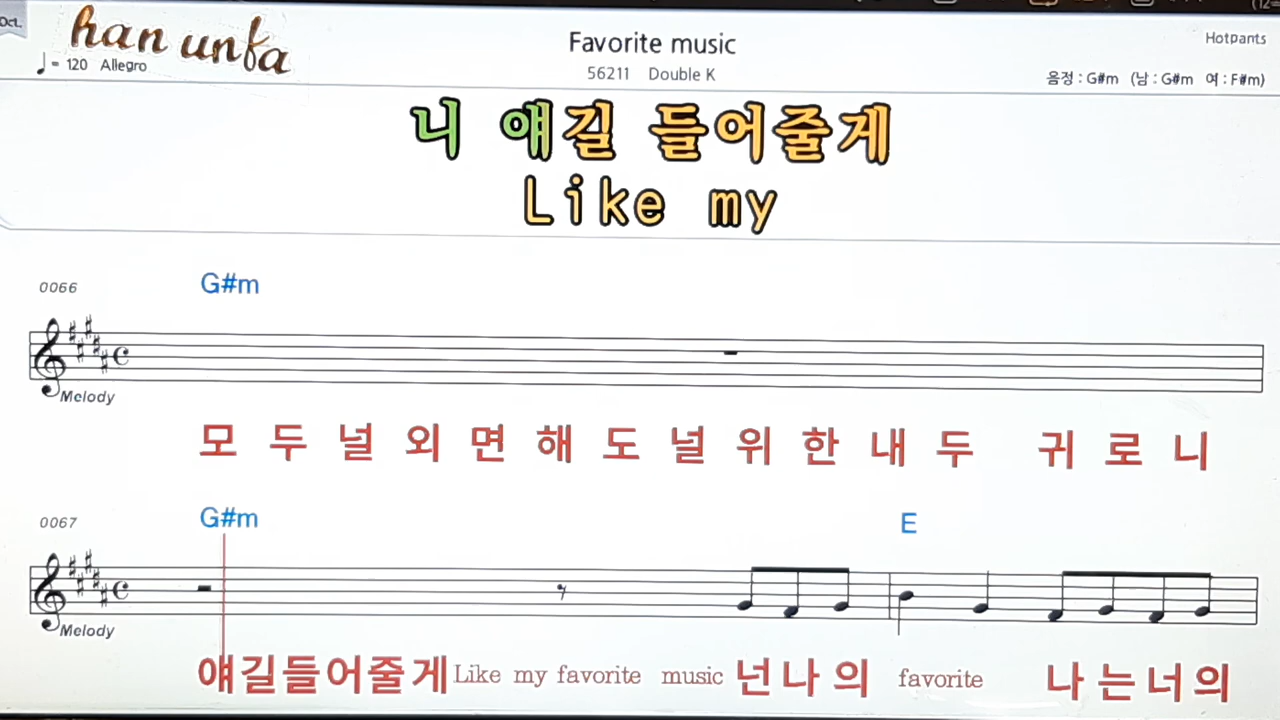 Oct.
han unfa
Favorite music
Hotpants
♩ = 120 Allegro
56211 Double K
음정 : G#m (남 : G#m 여 : F#m)
니 얘길 들어줄게
Like my
0066
G#m
Melody
모 두 널 외 면 해 도 널 위 한 내 두 귀 로 니
0067
G#m
E
Melody
얘길들어줄게 Like my favorite music 넌 나 의 favorite 나 는 너 의